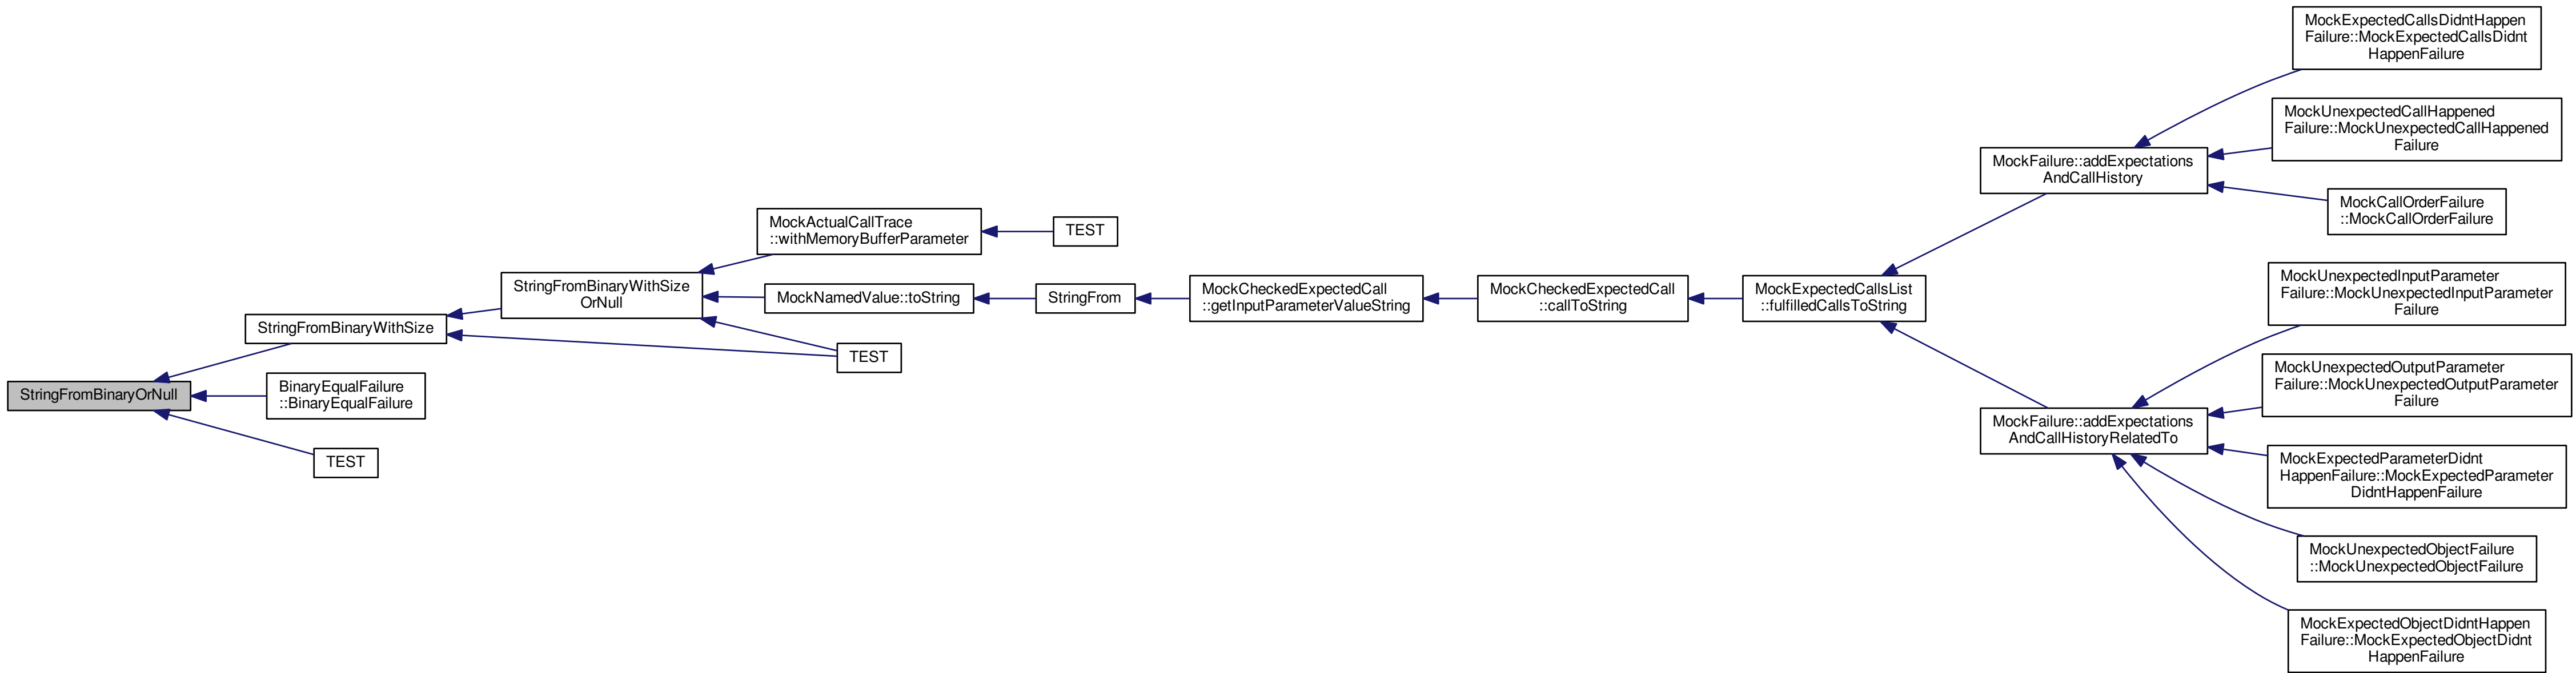 StringFromBinaryOrNull
StringFromBinaryWithSize
BinaryEqualFailure
::BinaryEqualFailure
TEST
StringFromBinaryWithSize
OrNull
MockActualCallTrace
::withMemoryBufferParameter
MockNamedValue::toString
TEST
TEST
StringFrom
MockCheckedExpectedCall
::getInputParameterValueString
MockCheckedExpectedCall
::callToString
MockExpectedCallsList
::fulfilledCallsToString
MockFailure::addExpectations
AndCallHistory
MockFailure::addExpectations
AndCallHistoryRelatedTo
MockExpectedCallsDidntHappen
Failure::MockExpectedCallsDidnt
HappenFailure
MockUnexpectedCallHappened
Failure::MockUnexpectedCallHappened
Failure
MockCallOrderFailure
::MockCallOrderFailure
MockUnexpectedInputParameter
Failure::MockUnexpectedInputParameter
Failure
MockUnexpectedOutputParameter
Failure::MockUnexpectedOutputParameter
Failure
MockExpectedParameterDidnt
HappenFailure::MockExpectedParameter
DidntHappenFailure
MockUnexpectedObjectFailure
::MockUnexpectedObjectFailure
MockExpectedObjectDidntHappen
Failure::MockExpectedObjectDidnt
HappenFailure